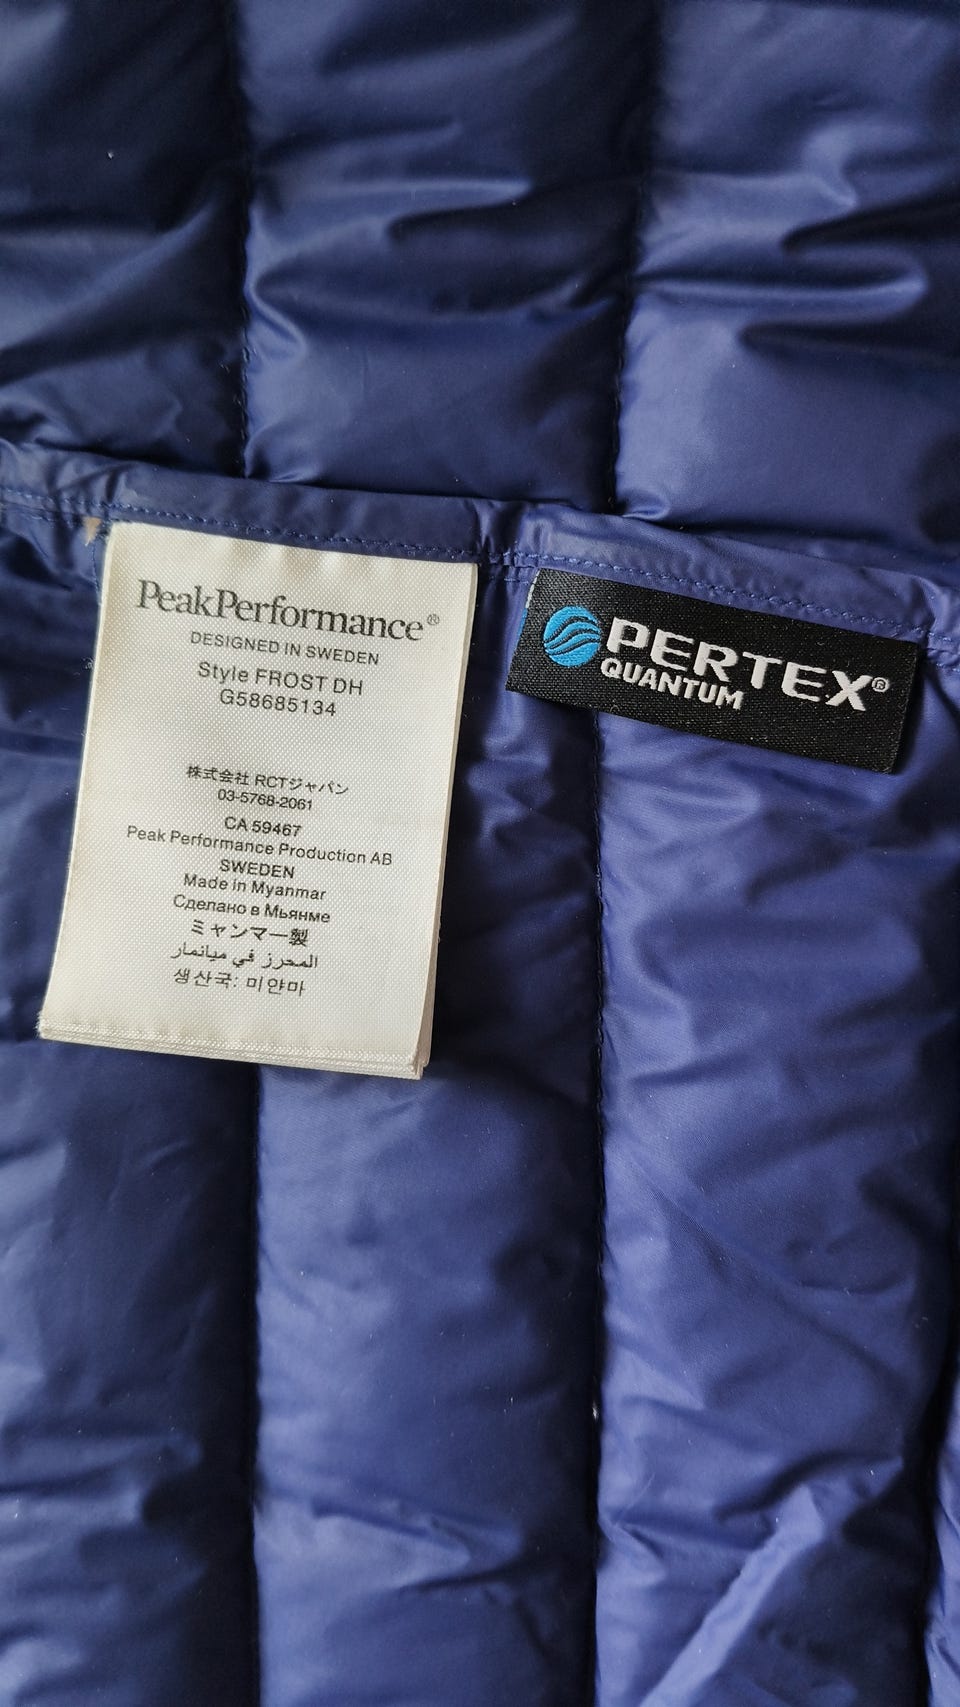 PeakPerformance®
DESIGNED IN SWEDEN
Style FROST DH
G58685134
株式会社 RCTジャパン
03-5768-2061
CA 59467
Peak Performance Production AB
SWEDEN
Made in Myanmar
Сделано в Мьянме
ミャンマー製
المحرز في ميانمار
생산국: 미얀마
PERTEX®
QUANTUM